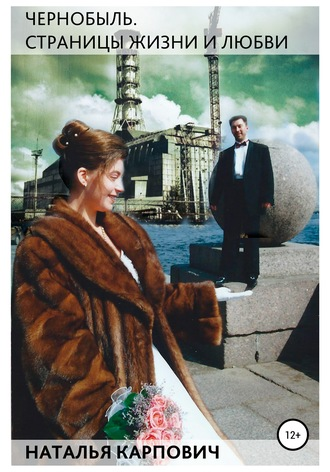 ЧЕРНОБЫЛЬ.
СТРАНИЦЫ ЖИЗНИ И ЛЮБВИ
12+
НАТАЛЬЯ КАРПОВИЧ